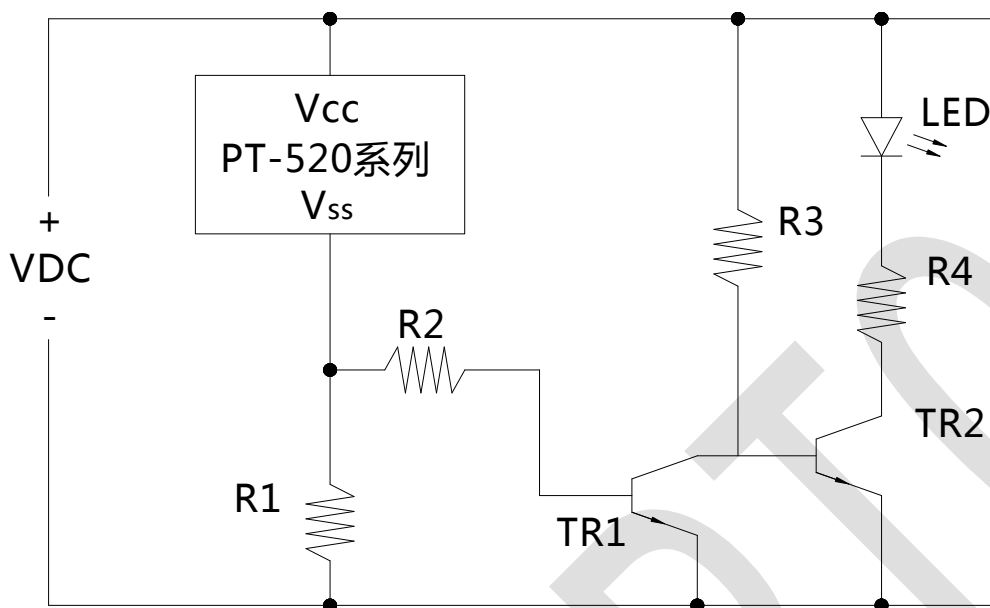 Vcc
PT-520系列
Vss
LED
R3
+
VDC
-
R4
R2
TR2
R1
TR1